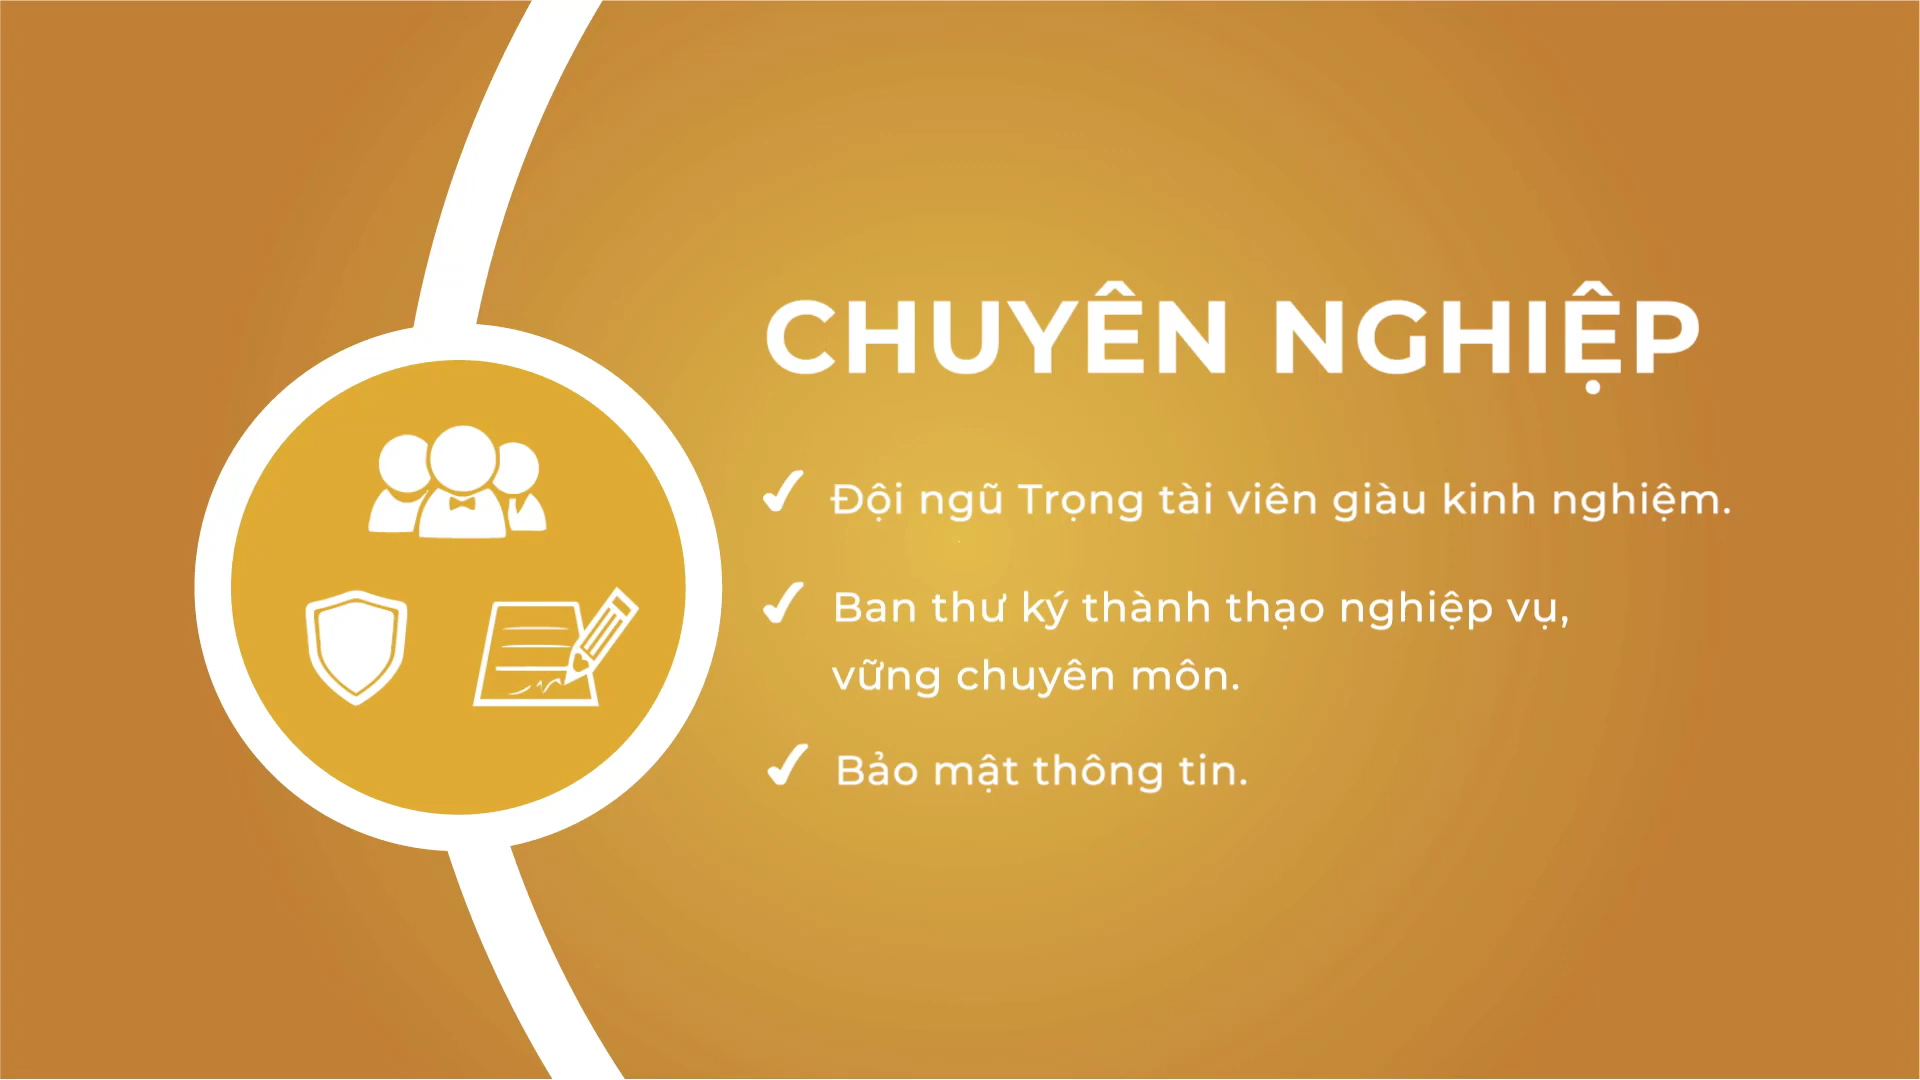 CHUYÊN NGHIỆP
✔ Đội ngũ Trọng tài viên giàu kinh nghiệm.
✔ Ban thư ký thành thạo nghiệp vụ,
vững chuyên môn.
✔ Bảo mật thông tin.